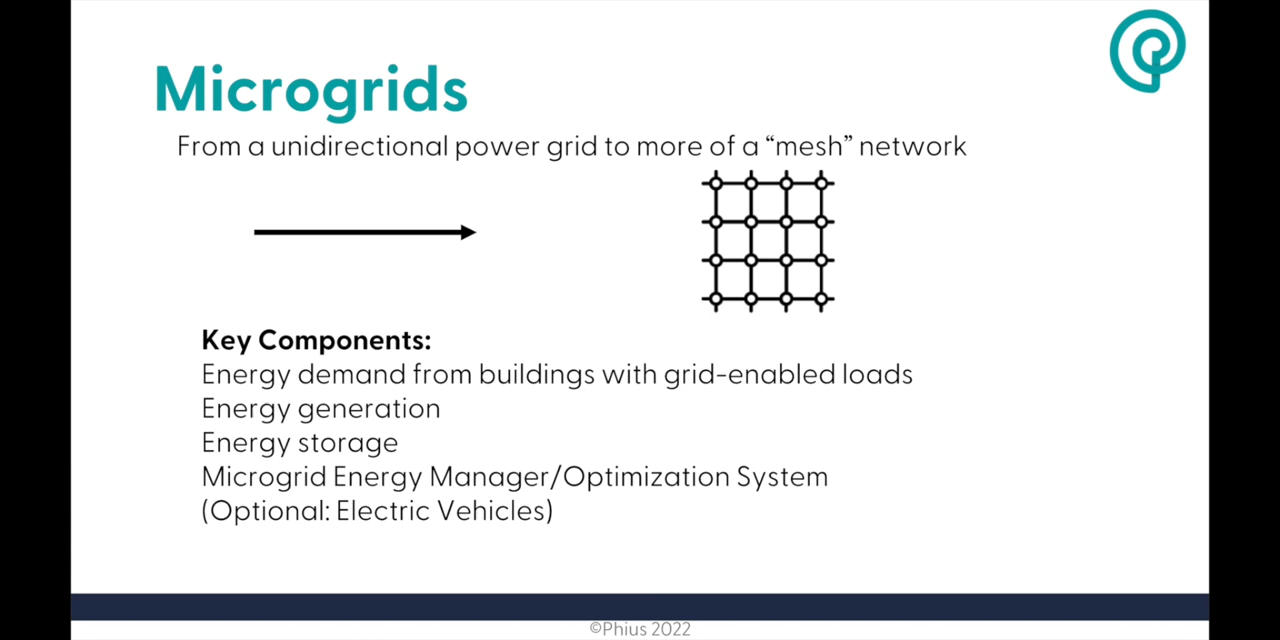 Microgrids
From a unidirectional power grid to more of a “mesh” network
Key Components:
Energy demand from buildings with grid-enabled loads
Energy generation
Energy storage
Microgrid Energy Manager/Optimization System
(Optional: Electric Vehicles)
©Phius 2022